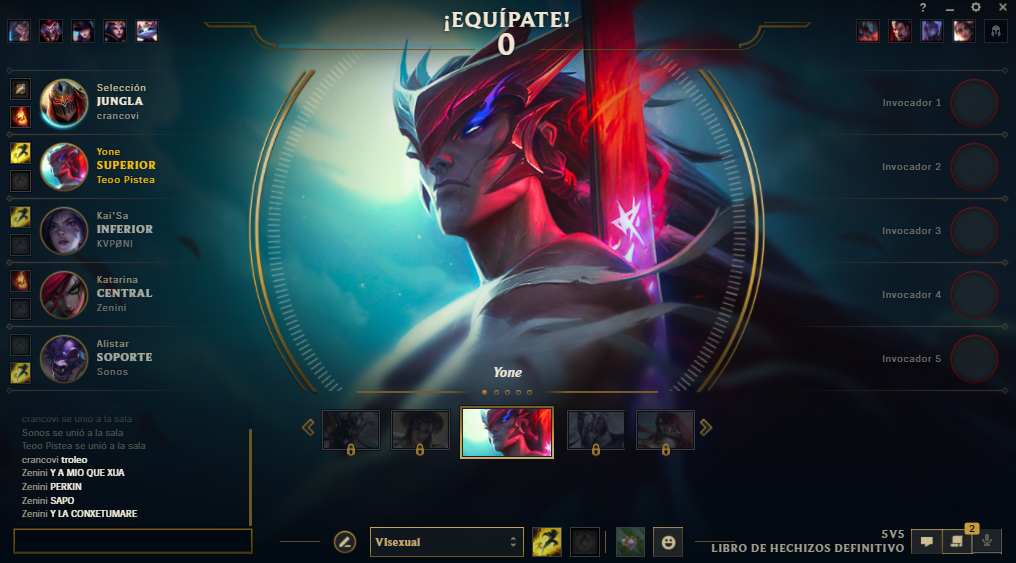 ¡EQUÍPATE!
0
Selección
JUNGLA
crancovi
Yone
SUPERIOR
Teoo Pistea
Kai'Sa
INFERIOR
KVPØNI
Katarina
CENTRAL
Zenini
Alistar
SOPORTE
Sonos
Invocador 1
Invocador 2
Invocador 3
Invocador 4
Invocador 5
Yone
crancovi se unió a la sala
Sonos se unió a la sala
Teoo Pistea se unió a la sala
crancovi troleo
Zenini Y A MIO QUE XUA
Zenini PERKIN
Zenini SAPO
Zenini Y LA CONXETUMARE
VIsexual
5V5
LIBRO DE HECHIZOS DEFINITIVO
2